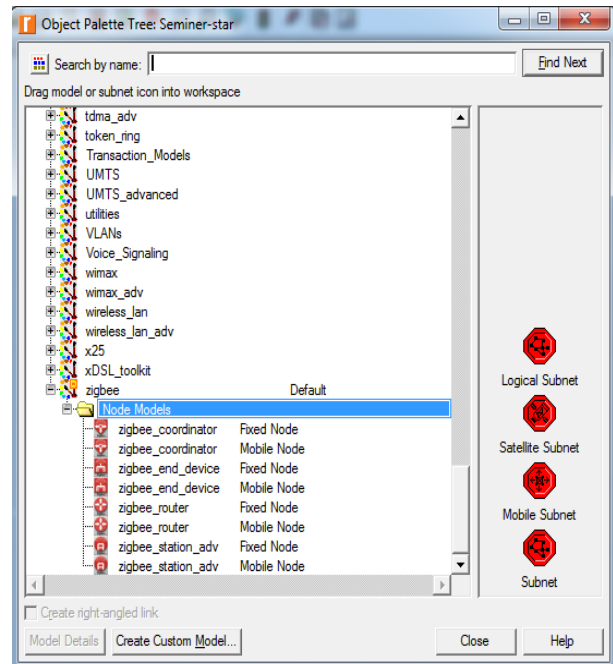 Object Palette Tree: Seminer-star
Search by name:
Find Next
Drag model or subnet icon into workspace
tdma_adv
token_ring
Transaction_Models
UMTS
UMTS_advanced
utilities
VLANs
Voice_Signaling
wimax
wimax_adv
wireless_lan
wireless_lan_adv
x25
xDSL_toolkit
zigbee Default
Node Models
zigbee_coordinator Fixed Node
zigbee_coordinator Mobile Node
zigbee_end_device Fixed Node
zigbee_end_device Mobile Node
zigbee_router Fixed Node
zigbee_router Mobile Node
zigbee_station_adv Fixed Node
zigbee_station_adv Mobile Node
Logical Subnet
Satellite Subnet
Mobile Subnet
Subnet
Create right-angled link
Model Details
Create Custom Model...
Close
Help